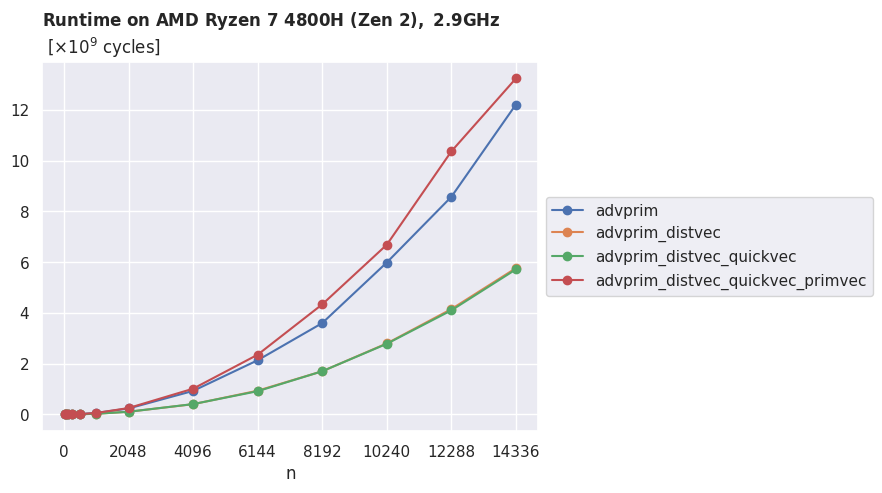 Runtime on AMD Ryzen 7 4800H (Zen 2), 2.9GHz
[×10⁹ cycles]
12
10
8
6
4
2
0
0 2048 4096 6144 8192 10240 12288 14336
n
advprim
advprim_distvec
advprim_distvec_quickvec
advprim_distvec_quickvec_primvec